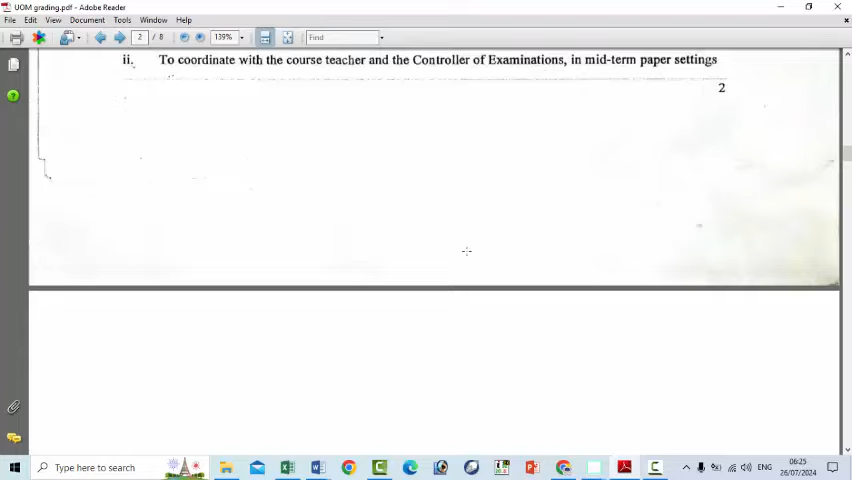 UOM grading.pdf - Adobe Reader
File Edit View Document Tools Window Help
2 / 8 139% Find
ii. To coordinate with the course teacher and the Controller of Examinations, in mid-term paper settings
2
Type here to search
ENG
06:25
26/07/2024